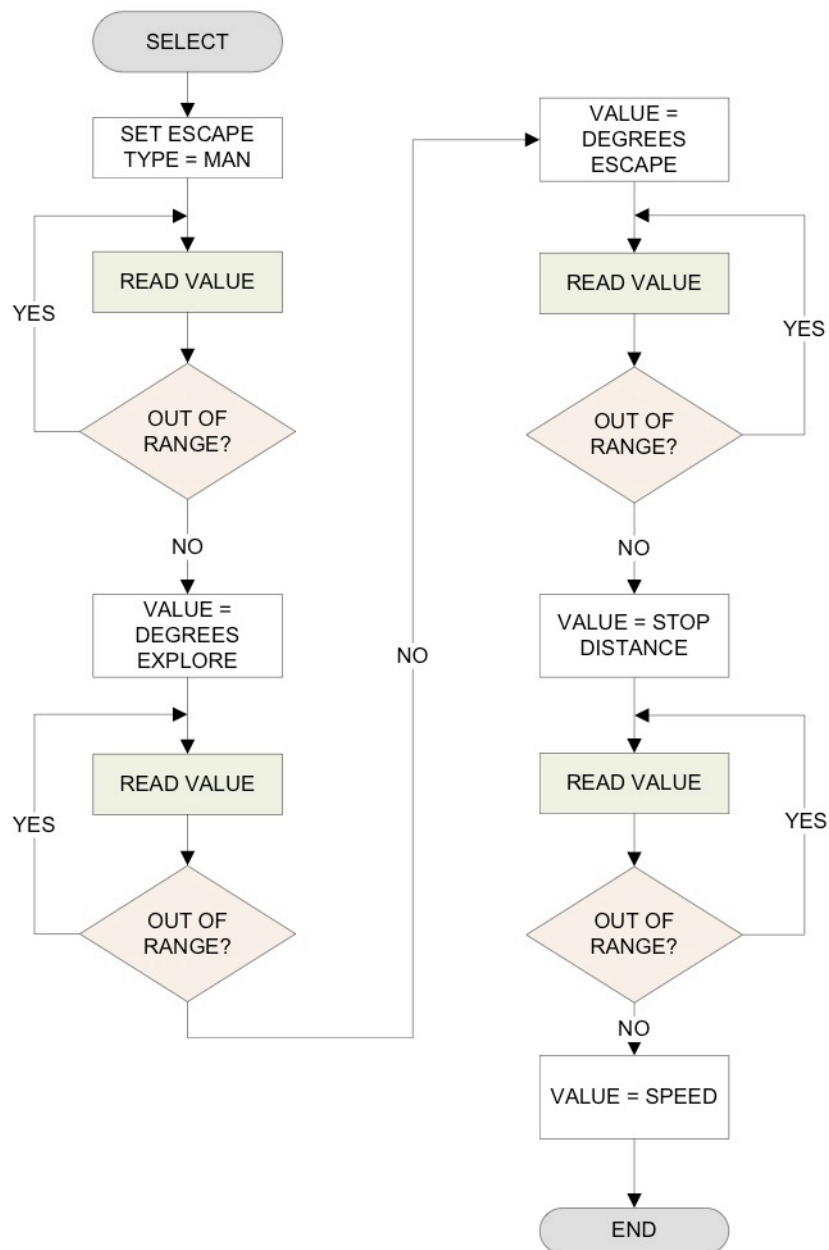 SELECT
SET ESCAPE
TYPE = MAN
READ VALUE
YES
OUT OF
RANGE?
NO
VALUE =
DEGREES
EXPLORE
READ VALUE
YES
OUT OF
RANGE?
NO
VALUE =
DEGREES
ESCAPE
READ VALUE
YES
OUT OF
RANGE?
NO
VALUE = STOP
DISTANCE
READ VALUE
YES
OUT OF
RANGE?
NO
VALUE = SPEED
END